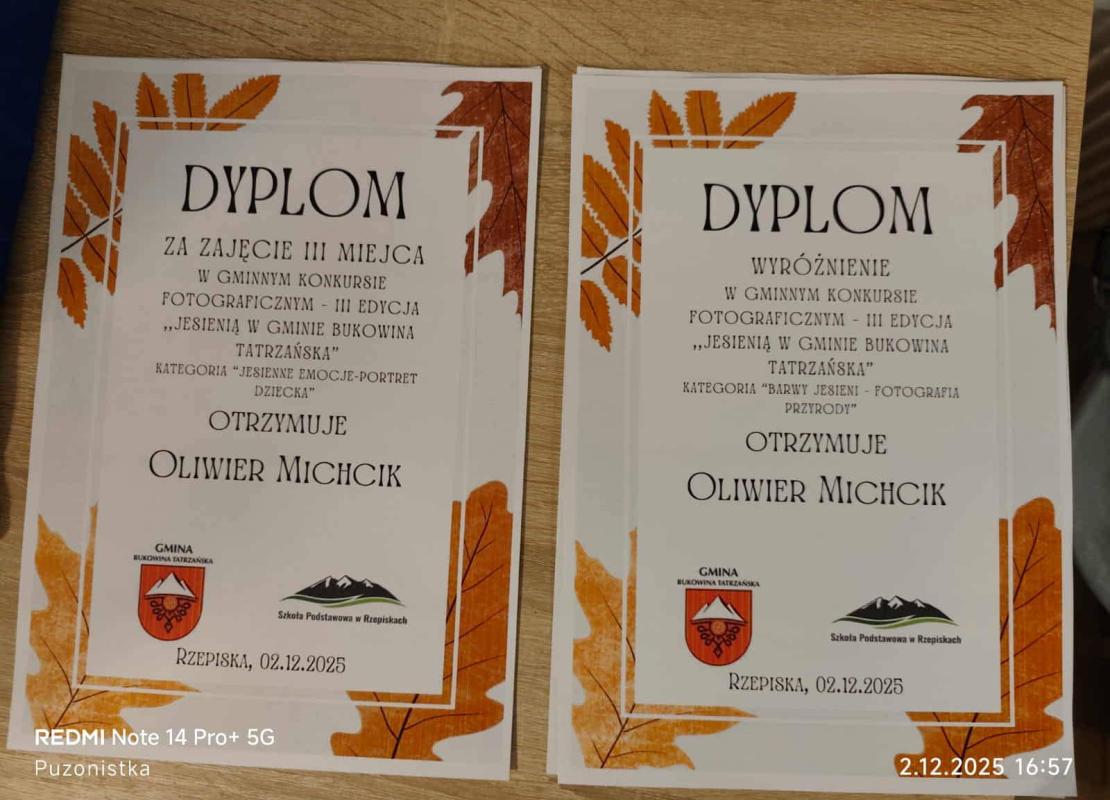 DYPLOM
ZA ZAJĘCIE III MIEJCA
W GMINNYM KONKURSIE
FOTOGRAFICZNYM - III EDYCJA
,,JESIENIĄ W GMINIE BUKOWINA
TATRZAŃSKA”
KATEGORIA “JESIENNE EMOCJE-PORTRET
DZIECKA”
OTRZYMUJE
OLIWIER MICHCIK
GMINA
BUKOWINA TATRZAŃSKA
Szkoła Podstawowa w Rzepiskach
RZEPISKA, 02.12.2025
DYPLOM
WYRÓŻNIENIE
W GMINNYM KONKURSIE
FOTOGRAFICZNYM - III EDYCJA
,,JESIENIĄ W GMINIE BUKOWINA
TATRZAŃSKA”
KATEGORIA “BARWY JESIENI - FOTOGRAFIA
PRZYRODY”
OTRZYMUJE
OLIWIER MICHCIK
GMINA
BUKOWINA TATRZAŃSKA
Szkoła Podstawowa w Rzepiskach
RZEPISKA, 02.12.2025
REDMI Note 14 Pro+ 5G
Puzonistka
2.12.2025 16:57